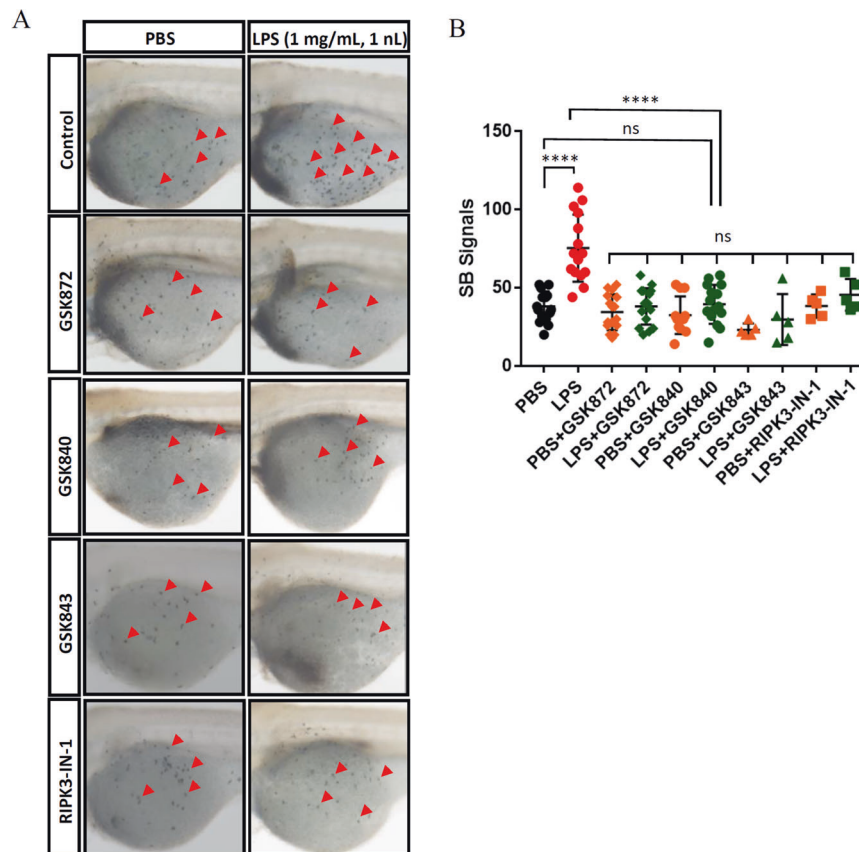 A
PBS
LPS (1 mg/mL, 1 nL)
Control
GSK872
GSK840
GSK843
RIPK3-IN-1
B
****
ns
****
ns
SB Signals
150
100
50
0
PBS
LPS
PBS+GSK872
LPS+GSK872
PBS+GSK840
LPS+GSK840
PBS+GSK843
LPS+GSK843
PBS+RIPK3-IN-1
LPS+RIPK3-IN-1